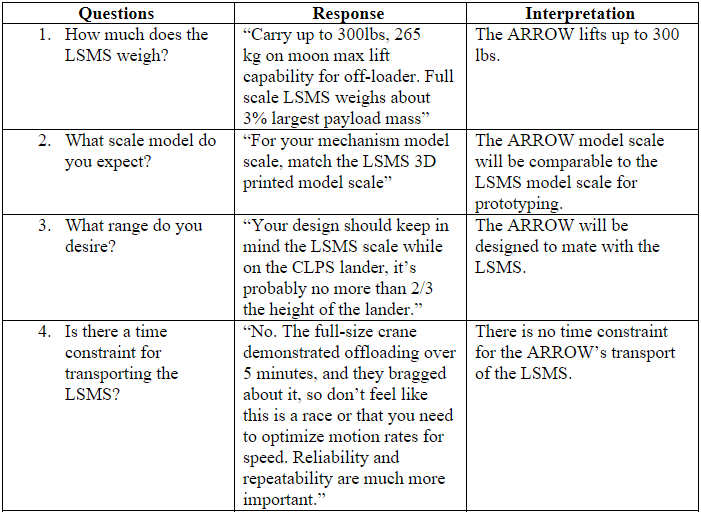 Questions
Response
Interpretation
1. How much does the
LSMS weigh?
“Carry up to 300lbs, 265
kg on moon max lift
capability for off-loader. Full
scale LSMS weighs about
3% largest payload mass”
The ARROW lifts up to 300
lbs.
2. What scale model do
you expect?
“For your mechanism model
scale, match the LSMS 3D
printed model scale”
The ARROW model scale
will be comparable to the
LSMS model scale for
prototyping.
3. What range do you
desire?
“Your design should keep in
mind the LSMS scale while
on the CLPS lander, it’s
probably no more than 2/3
the height of the lander.”
The ARROW will be
designed to mate with the
LSMS.
4. Is there a time
constraint for
transporting the
LSMS?
“No. The full-size crane
demonstrated offloading over
5 minutes, and they bragged
about it, so don’t feel like
this is a race or that you need
to optimize motion rates for
speed. Reliability and
repeatability are much more
important.”
There is no time constraint
for the ARROW’s transport
of the LSMS.